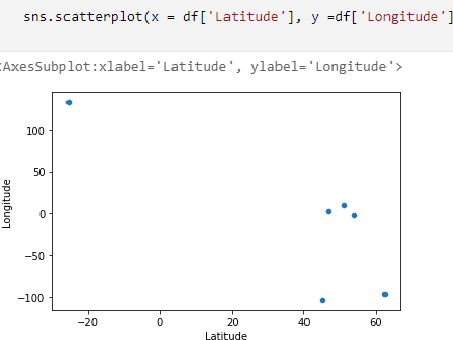 sns.scatterplot(x = df['Latitude'], y =df['Longitude']
<AxesSubplot:xlabel='Latitude', ylabel='Longitude'>
100
50
0
−50
−100
Longitude
−20
0
20
40
60
Latitude